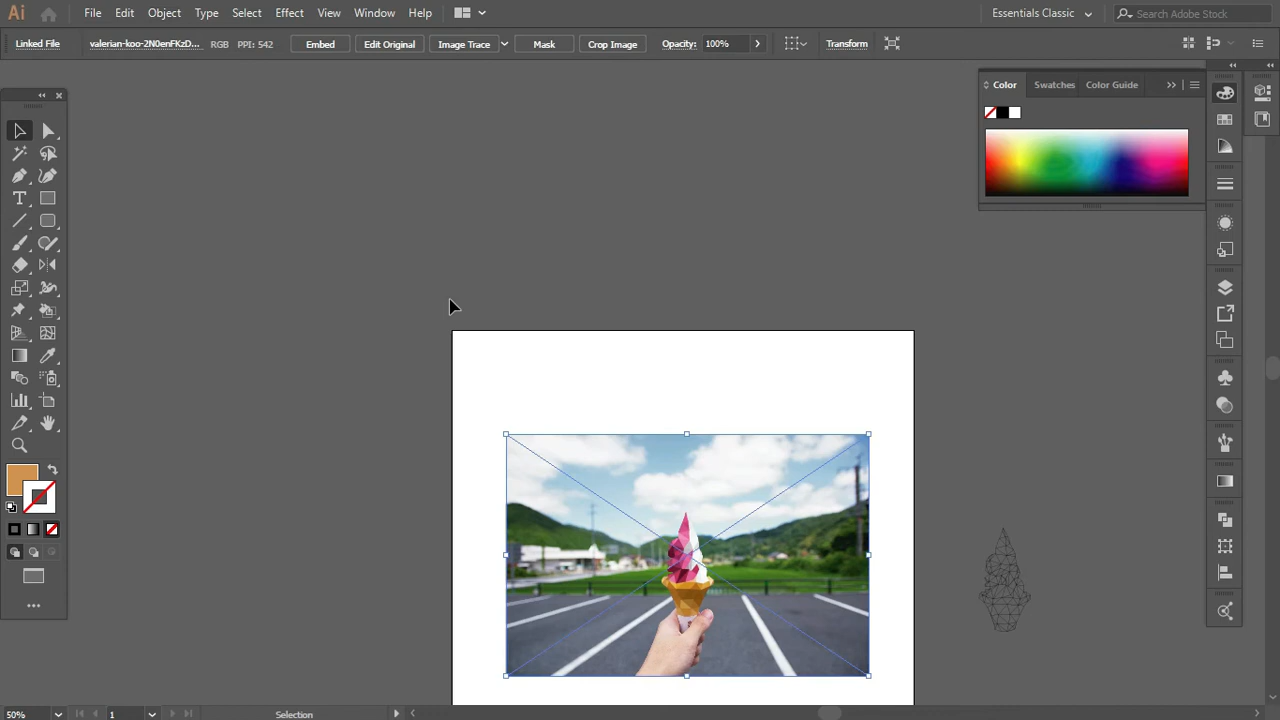 Ai File Edit Object Type Select Effect View Window Help Essentials Classic Search Adobe Stock
Linked File valerian-koo-2N0enFKzD... RGB PPI: 542 Embed Edit Original Image Trace Mask Crop Image Opacity: 100% Transform
Color Swatches Color Guide
50% 1 Selection